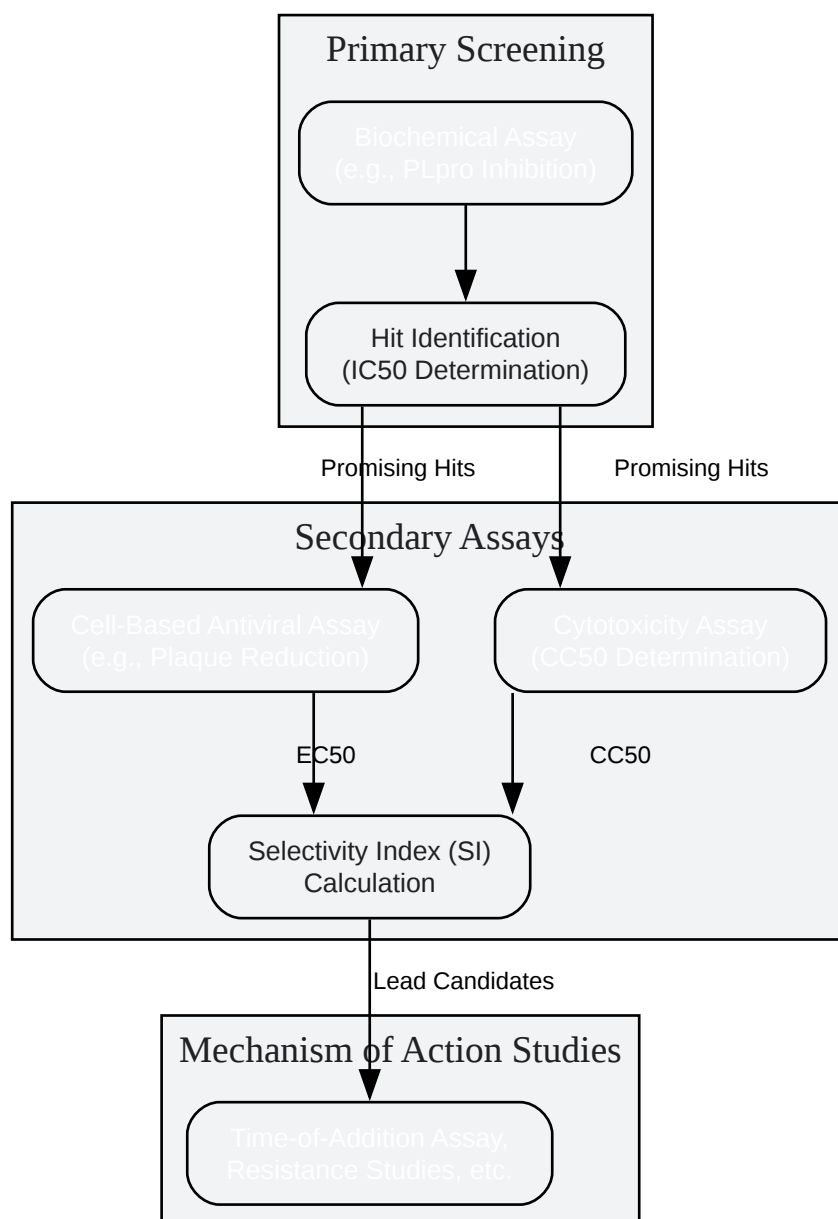 Primary Screening
Biochemical Assay
(e.g., PLpro Inhibition)
Hit Identification
(IC50 Determination)
Promising Hits
Promising Hits
Secondary Assays
Cell-Based Antiviral Assay
(e.g., Plaque Reduction)
Cytotoxicity Assay
(CC50 Determination)
EC50
CC50
Selectivity Index (SI)
Calculation
Lead Candidates
Mechanism of Action Studies
Time-of-Addition Assay,
Resistance Studies, etc.